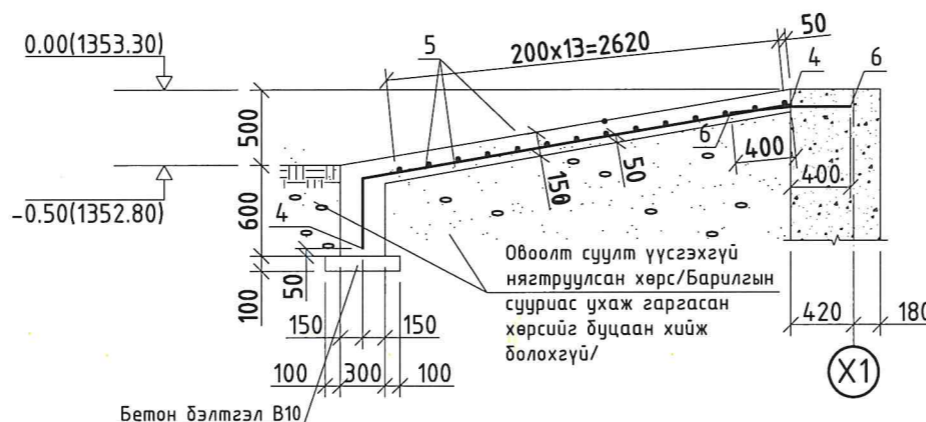 0.00(1353.30)
5
200x13=2620
50
4
6
500
6
400
400
150
50
-0.50(1352.80)
600
4
50
100
Овоолт суулт үүсгэхгүй
нягтруулсан хөрс/Барилгын
сууриас ухаж гаргасан
хөрсийг буцаан хийж
болохгүй/
150
150
420
180
100
300
100
X1
Бетон бэлтгэл В10